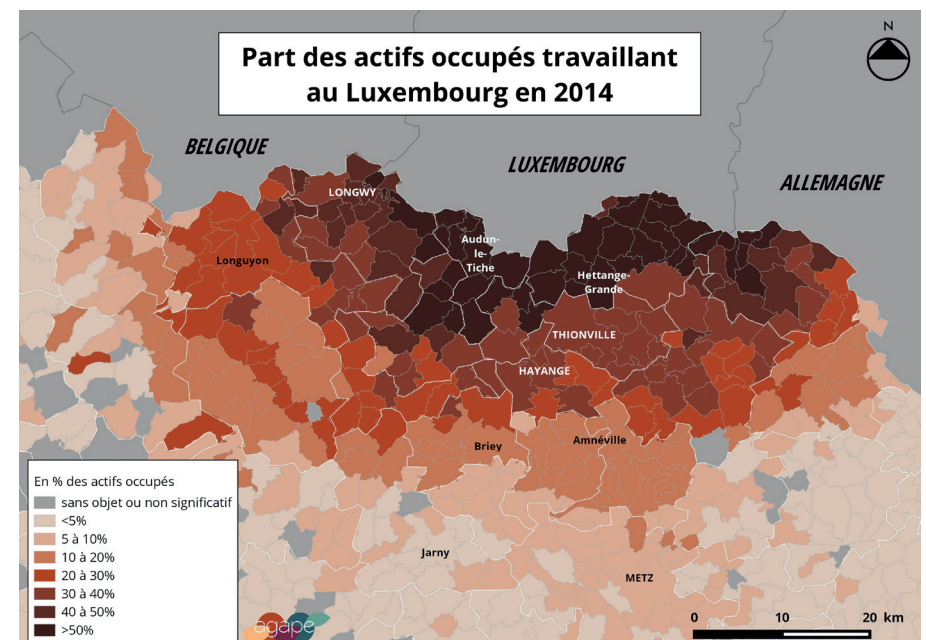 Part des actifs occupés travaillant
au Luxembourg en 2014
N
BELGIQUE
LUXEMBOURG
ALLEMAGNE
LONGWY
Audun-
le-
Tiche
Longuyon
Hettange-
Grande
THIONVILLE
HAYANGE
Briey
Amnéville
Jarny
METZ
En % des actifs occupés
sans objet ou non significatif
<5%
5 à 10%
10 à 20%
20 à 30%
30 à 40%
40 à 50%
>50%
agape
0 10 20 km